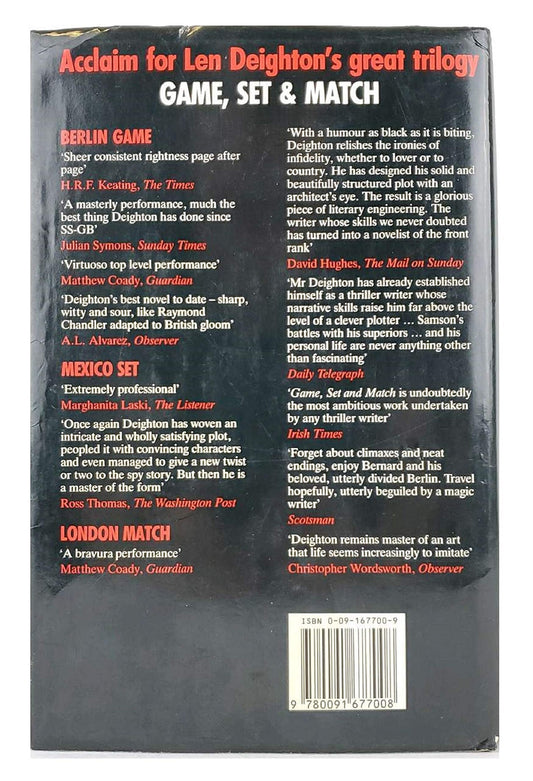 Acclaim for Len Deighton's great trilogy
GAME, SET & MATCH
BERLIN GAME
'Sheer consistent rightness page after
page'
H.R.F. Keating, The Times
'A masterly performance, much the
best thing Deighton has done since
SS-GB'
Julian Symons, Sunday Times
'Virtuoso top level performance'
Matthew Coady, Guardian
'Deighton's best novel to date – sharp,
witty and sour, like Raymond
Chandler adapted to British gloom'
A.L. Alvarez, Observer
MEXICO SET
'Extremely professional'
Marghanita Laski, The Listener
'Once again Deighton has woven an
intricate and wholly satisfying plot,
peopled it with convincing characters
and even managed to give a new twist
or two to the spy story. But then he is
a master of the form'
Ross Thomas, The Washington Post
LONDON MATCH
'A bravura performance'
Matthew Coady, Guardian
'With a humour as black as it is biting,
Deighton relishes the ironies of
infidelity, whether to lover or to
country. He has designed his solid and
beautifully structured plot with an
architect's eye. The result is a glorious
piece of literary engineering. The
writer whose skills we never doubted
has turned into a novelist of the front
rank'
David Hughes, The Mail on Sunday
'Mr Deighton has already established
himself as a thriller writer whose
narrative skills raise him far above the
level of a clever plotter ... Samson's
battles with his superiors ... and his
personal life are never anything other
than fascinating'
Daily Telegraph
'Game, Set and Match is undoubtedly
the most ambitious work undertaken
by any thriller writer'
Irish Times
'Forget about climaxes and neat
endings, enjoy Bernard and his
beloved, utterly divided Berlin. Travel
hopefully, utterly beguiled by a magic
writer'
Scotsman
'Deighton remains master of an art
that life seems increasingly to imitate'
Christopher Wordsworth, Observer
ISBN 0-09-167700-9
9 780091 677008